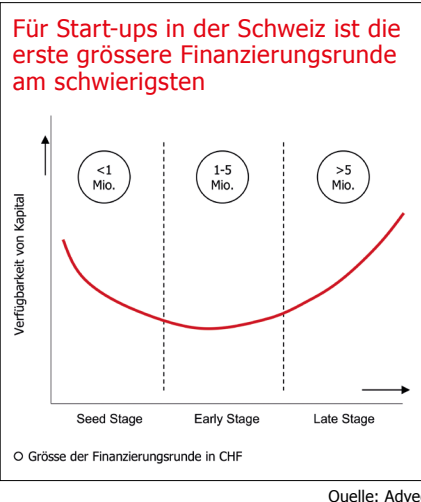 Für Start-ups in der Schweiz ist die
erste grössere Finanzierungsrunde
am schwierigsten
<1
Mio.
1-5
Mio.
>5
Mio.
Verfügbarkeit von Kapital
Seed Stage
Early Stage
Late Stage
Grösse der Finanzierungsrunde in CHF
Quelle: